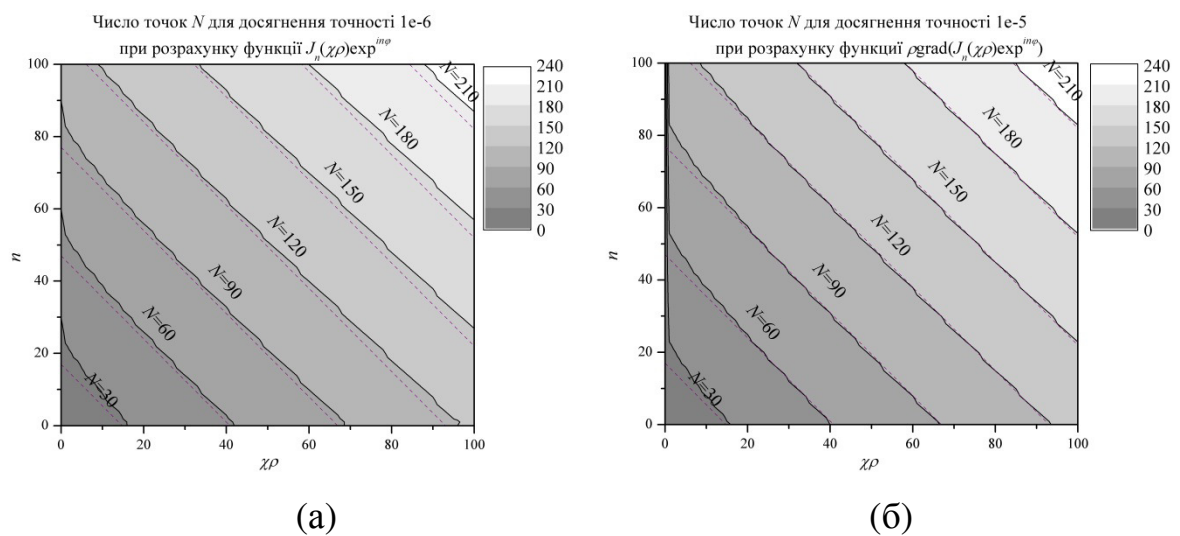 Число точок N для досягнення точності 1e-6
при розрахунку функції Jₙ(χρ)exp^{inφ}
100
80
60
40
20
0
n
0 20 40 60 80 100
χρ
N=30
N=60
N=90
N=120
N=150
N=180
N=210
240
210
180
150
120
90
60
30
0
(а)
Число точок N для досягнення точності 1e-5
при розрахунку функциї ρgrad(Jₙ(χρ)exp^{inφ})
100
80
60
40
20
0
n
0 20 40 60 80 100
χρ
N=30
N=60
N=90
N=120
N=150
N=180
N=210
240
210
180
150
120
90
60
30
0
(б)